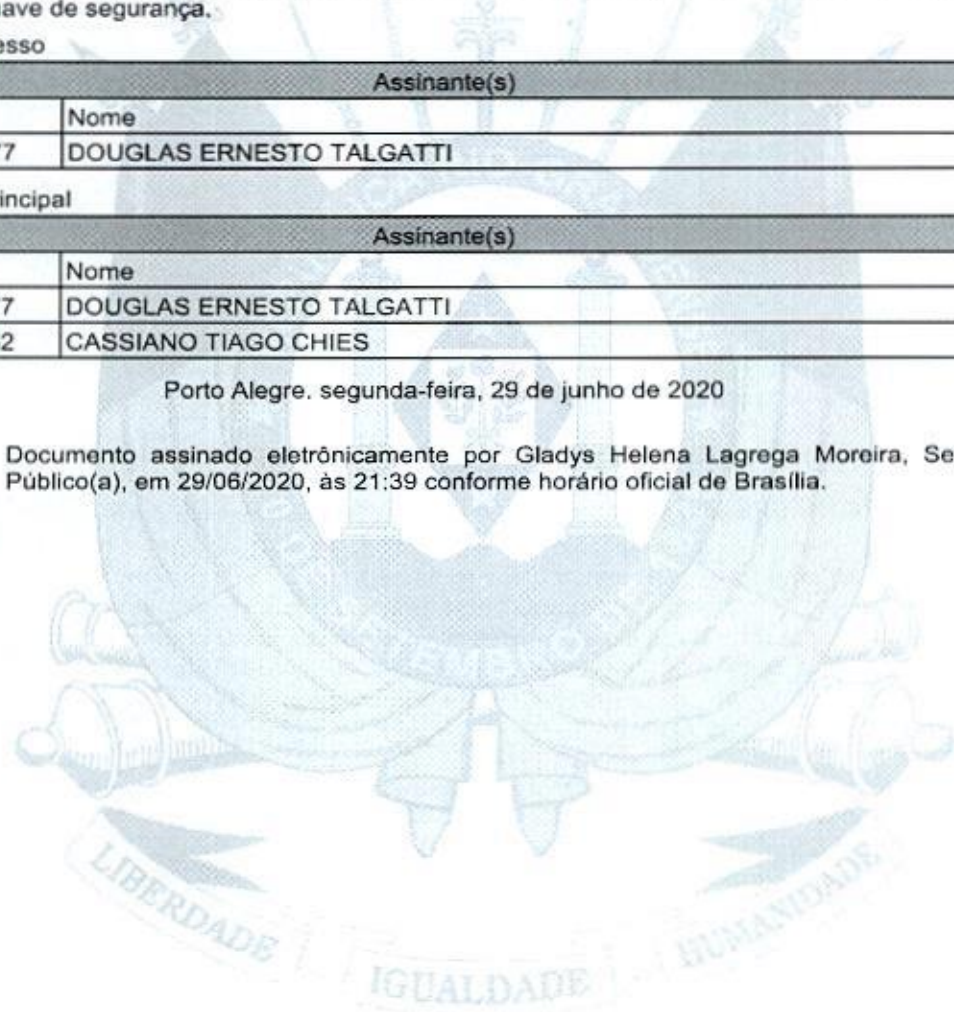 ave de segurança.
esso
Assinante(s)
Nome
7 DOUGLAS ERNESTO TALGATTI
incipal
Assinante(s)
Nome
7 DOUGLAS ERNESTO TALGATTI
2 CASSIANO TIAGO CHIES
Porto Alegre. segunda-feira, 29 de junho de 2020
Documento assinado eletrônicamente por Gladys Helena Lagrega Moreira, Se
Público(a), em 29/06/2020, às 21:39 conforme horário oficial de Brasília.
LIBERDADE
IGUALDADE
HUMANIDADE